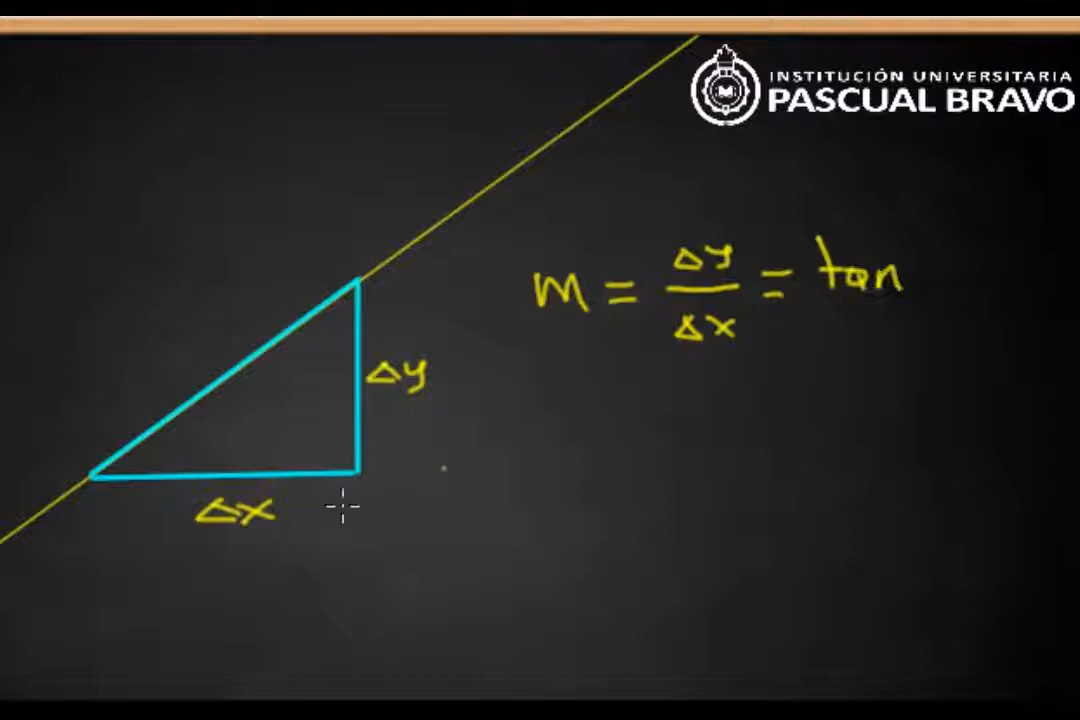 INSTITUCIÓN UNIVERSITARIA
PASCUAL BRAVO
m = Δy/Δx = tan
Δy
Δx